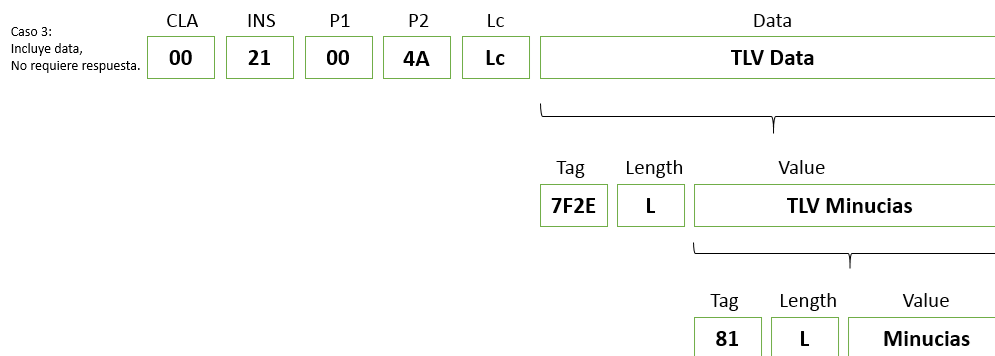 CLA INS P1 P2 Lc Data
Caso 3:
Incluye data,
No requiere respuesta.
00 21 00 4A Lc TLV Data
Tag Length Value
7F2E L TLV Minucias
Tag Length Value
81 L Minucias